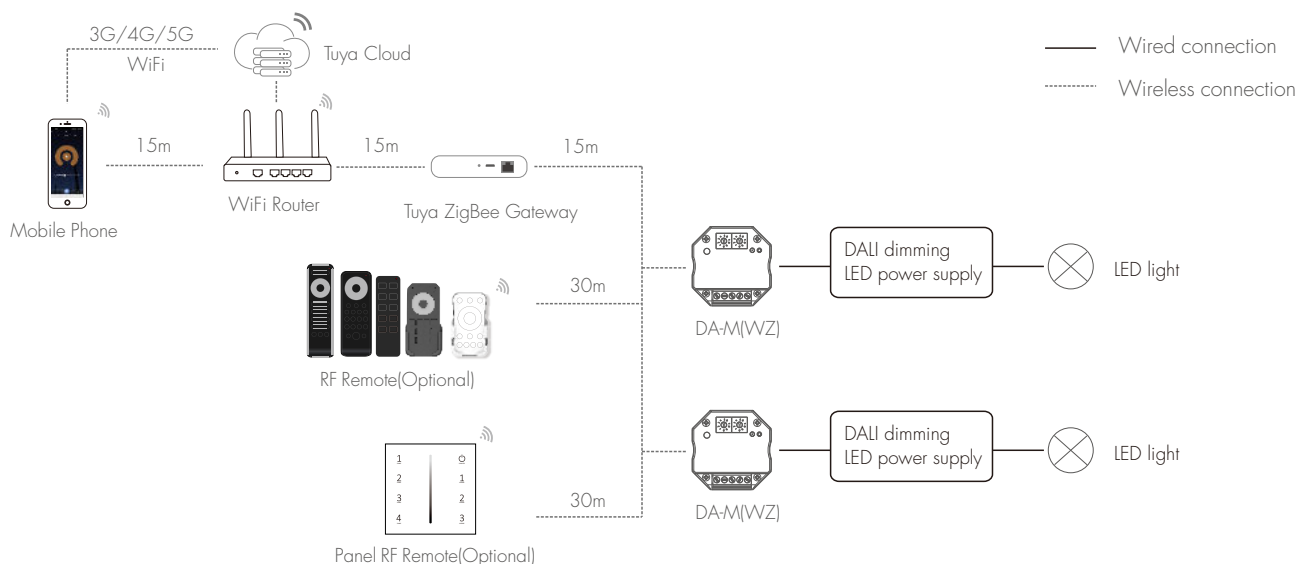 3G/4G/5G
WiFi
Tuya Cloud
Wired connection
Wireless connection
15m
15m
15m
WiFi Router
Tuya ZigBee Gateway
Mobile Phone
DALI dimming
LED power supply
LED light
30m
DA-M(WZ)
RF Remote(Optional)
DALI dimming
LED power supply
LED light
1
2
3
4
1
2
3
30m
DA-M(WZ)
Panel RF Remote(Optional)